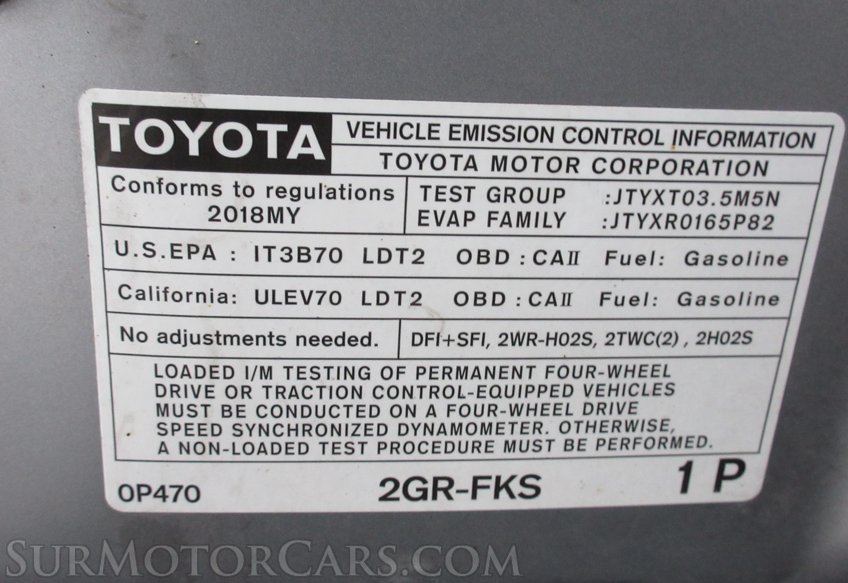 TOYOTA
VEHICLE EMISSION CONTROL INFORMATION
TOYOTA MOTOR CORPORATION
Conforms to regulations
2018MY
TEST GROUP :JTYXT03.5M5N
EVAP FAMILY :JTYXR0165P82
U.S.EPA : IT3B70 LDT2 OBD : CAII Fuel: Gasoline
California: ULEV70 LDT2 OBD : CAII Fuel: Gasoline
No adjustments needed.
DFI+SFI, 2WR-HO2S, 2TWC(2) , 2HO2S
LOADED I/M TESTING OF PERMANENT FOUR-WHEEL
DRIVE OR TRACTION CONTROL-EQUIPPED VEHICLES
MUST BE CONDUCTED ON A FOUR-WHEEL DRIVE
SPEED SYNCHRONIZED DYNAMOMETER. OTHERWISE,
A NON-LOADED TEST PROCEDURE MUST BE PERFORMED.
0P470
2GR-FKS
1 P
SURMOTORCARS.COM